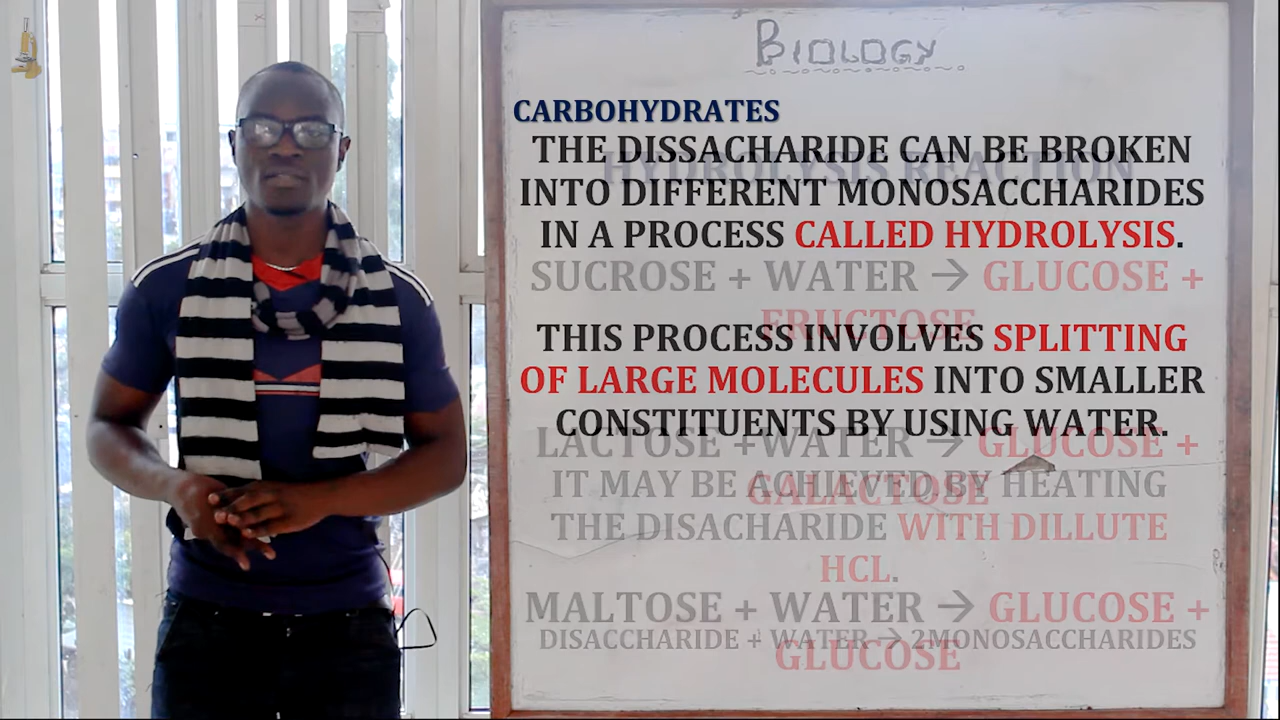 BIOLOGY
CARBOHYDRATES
THE DISSACHARIDE CAN BE BROKEN
HYDROLYSIS REACTION
INTO DIFFERENT MONOSACCHARIDES
IN A PROCESS CALLED HYDROLYSIS.
SUCROSE + WATER → GLUCOSE +
FRUCTOSE
THIS PROCESS INVOLVES SPLITTING
OF LARGE MOLECULES INTO SMALLER
CONSTITUENTS BY USING WATER.
LACTOSE +WATER → GLUCOSE +
GALACTOSE
IT MAY BE ACHIEVED BY HEATING
THE DISACHARIDE WITH DILLUTE
HCL.
MALTOSE + WATER → GLUCOSE +
GLUCOSE
DISACCHARIDE + WATER → 2MONOSACCHARIDES